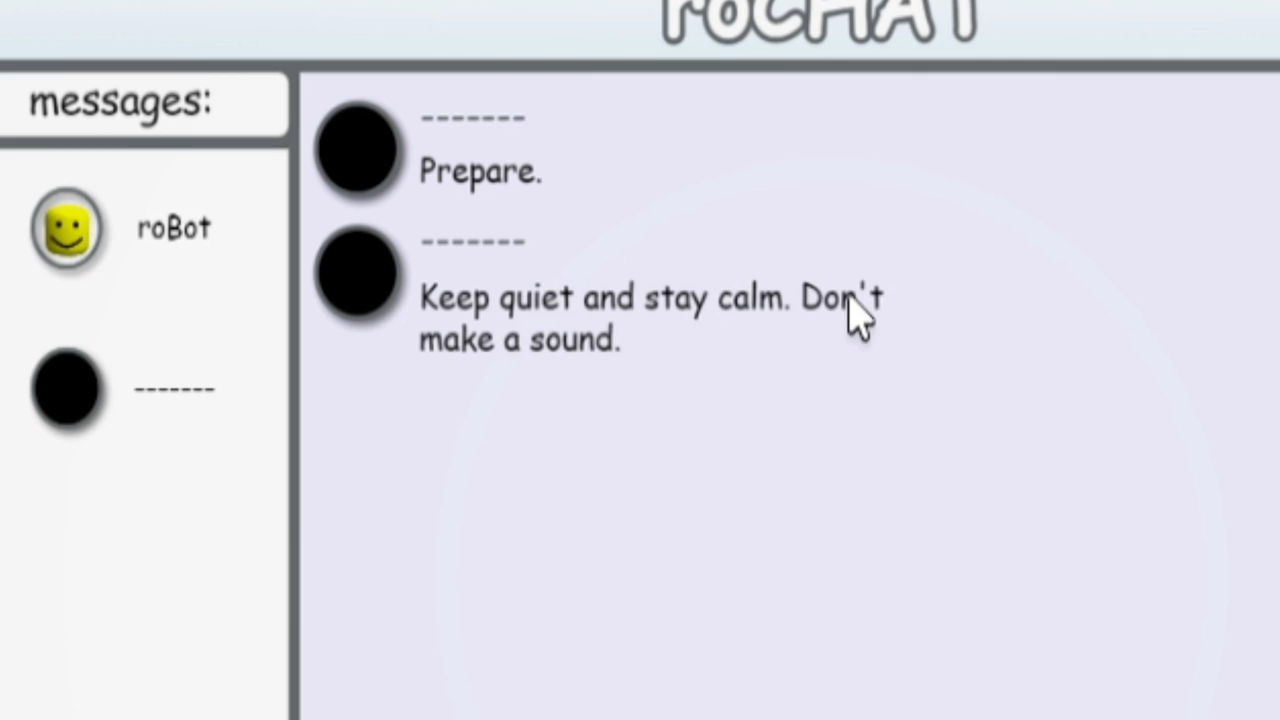 roCHAT
messages:
-------
Prepare.
roBot
-------
Keep quiet and stay calm. Don't
make a sound.
-------